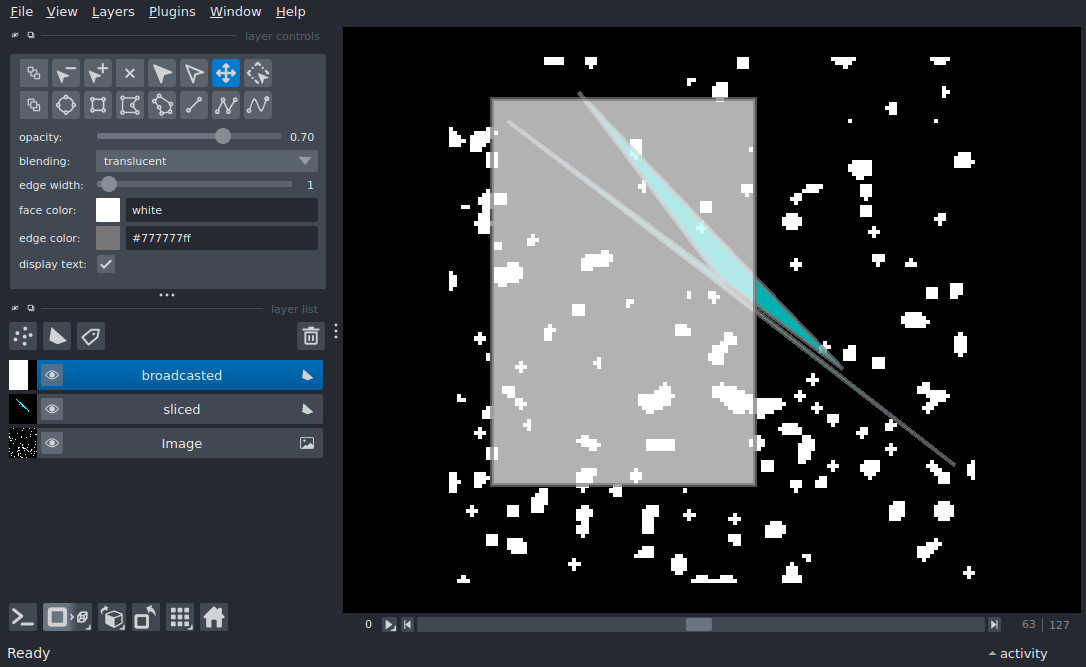 File View Layers Plugins Window Help
layer controls
opacity: 0.70
blending: translucent
edge width: 1
face color: white
edge color: #777777ff
display text:
layer list
broadcasted
sliced
Image
0 63 127
Ready activity